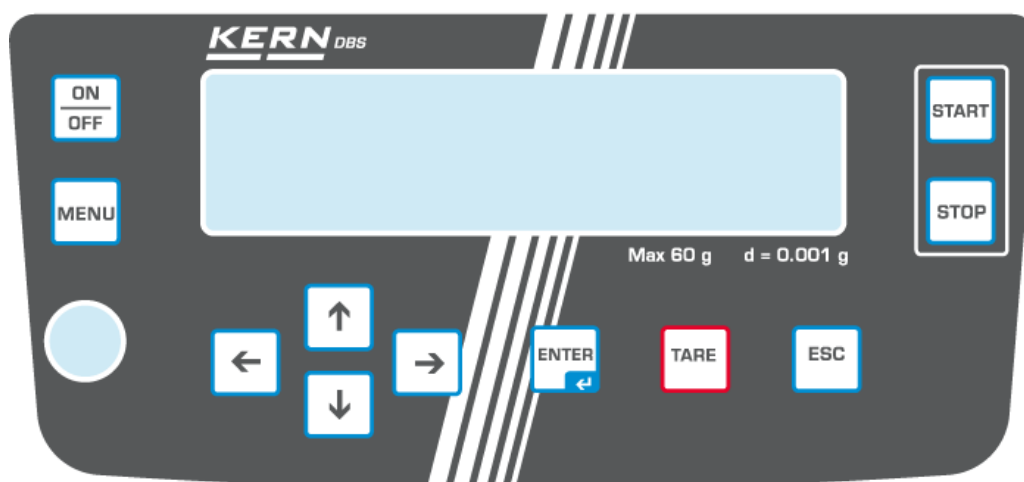 KERN DBS
ON
OFF
START
MENU
STOP
Max 60 g d = 0.001 g
↑
← → ENTER TARE ESC
↓